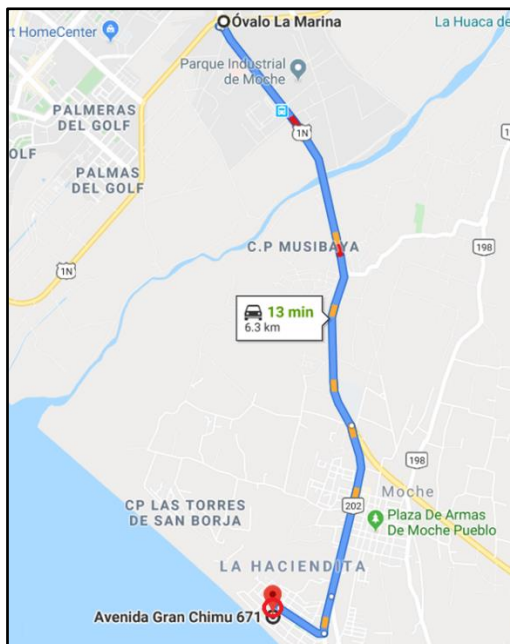 Óvalo La Marina
La Huaca de
rt HomeCenter
Parque Industrial
de Moche
PALMERAS
DEL GOLF
1N
OLF
PALMAS
DEL GOLF
C.P MUSIBAYA
198
1N
13 min
6.3 km
198
Moche
202
CP LAS TORRES
DE SAN BORJA
Plaza De Armas
De Moche Pueblo
LA HACIENDITA
Avenida Gran Chimu 671